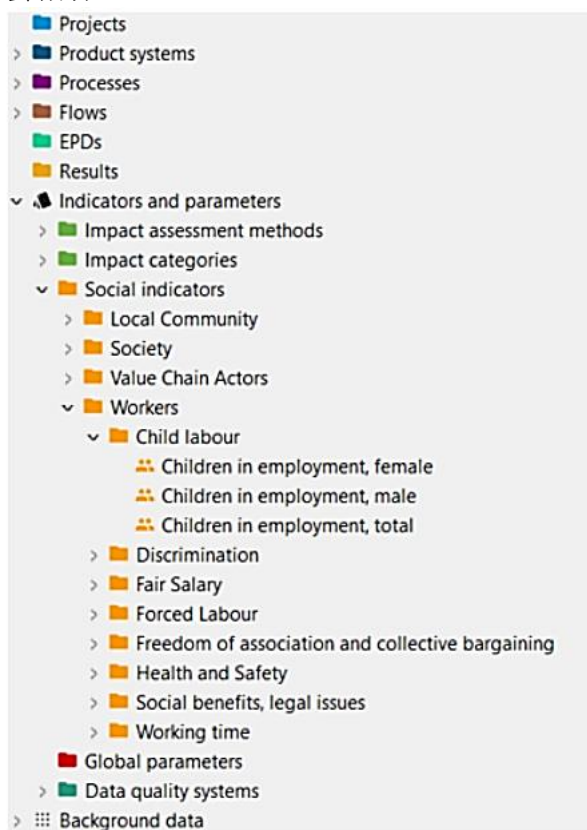 Projects
Product systems
Processes
Flows
EPDs
Results
Indicators and parameters
Impact assessment methods
Impact categories
Social indicators
Local Community
Society
Value Chain Actors
Workers
Child labour
Children in employment, female
Children in employment, male
Children in employment, total
Discrimination
Fair Salary
Forced Labour
Freedom of association and collective bargaining
Health and Safety
Social benefits, legal issues
Working time
Global parameters
Data quality systems
Background data